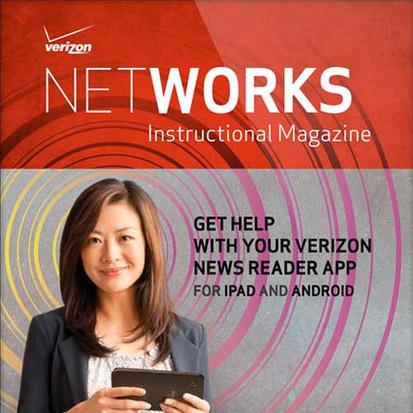 verizon
NETWORKS
Instructional Magazine
GET HELP
WITH YOUR VERIZON
NEWS READER APP
FOR IPAD AND ANDROID